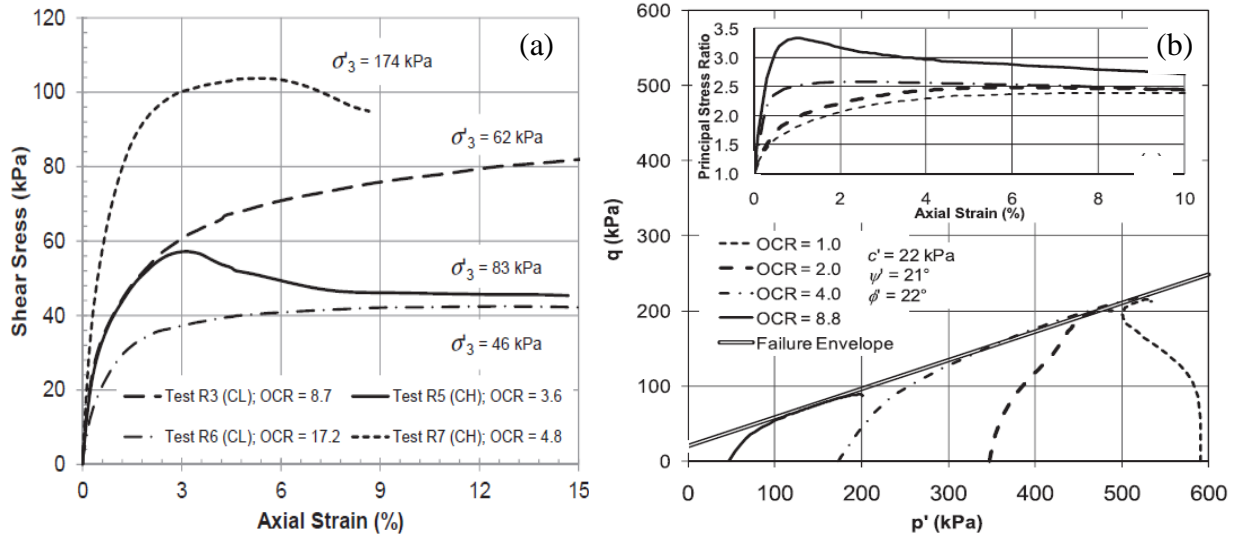 (a)
120
100
80
60
40
20
0
Shear Sress (kPa)
σ'3 = 174 kPa
σ'3 = 62 kPa
σ'3 = 83 kPa
σ'3 = 46 kPa
Test R3 (CL); OCR = 8.7
Test R5 (CH); OCR = 3.6
Test R6 (CL); OCR = 17.2
Test R7 (CH); OCR = 4.8
0 3 6 9 12 15
Axial Strain (%)
(b)
600
500
400
300
200
100
0
q (kPa)
3.5
3.0
2.5
2.0
1.5
1.0
Principal Stress Ratio
0 2 4 6 8 10
Axial Strain (%)
OCR = 1.0
OCR = 2.0
OCR = 4.0
OCR = 8.8
Failure Envelope
c' = 22 kPa
ψ' = 21°
ϕ' = 22°
0 100 200 300 400 500 600
p' (kPa)